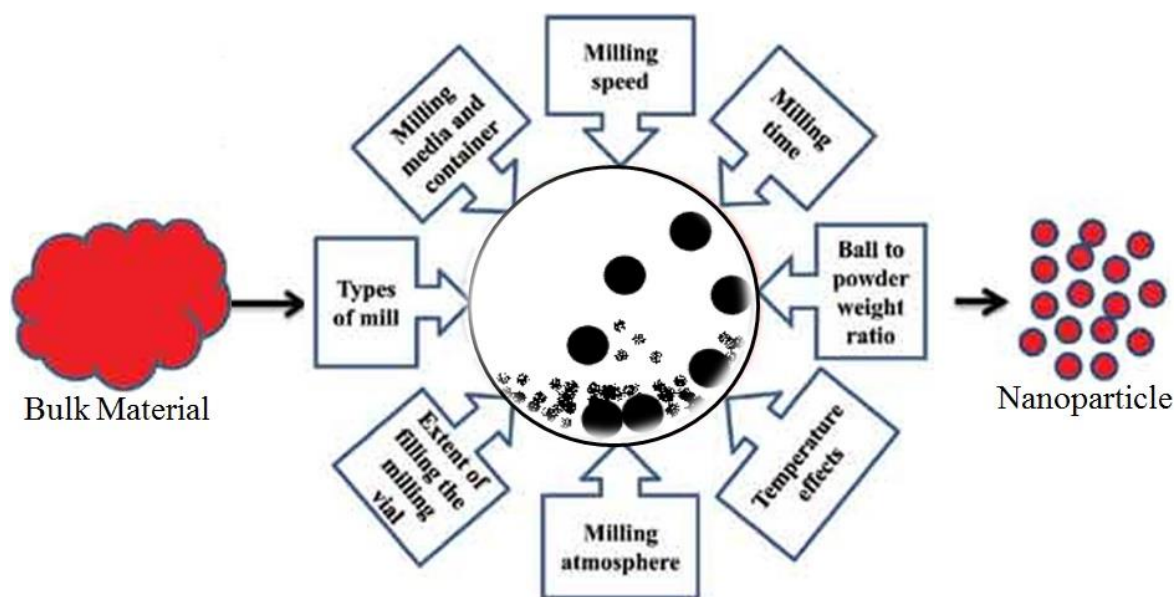 Milling
speed
Milling
time
Ball to
powder
weight
ratio
Temperature
effects
Milling
atmosphere
Extent of
filling the
milling
vial
Types
of mill
Milling
media and
container
Bulk Material
Nanoparticle